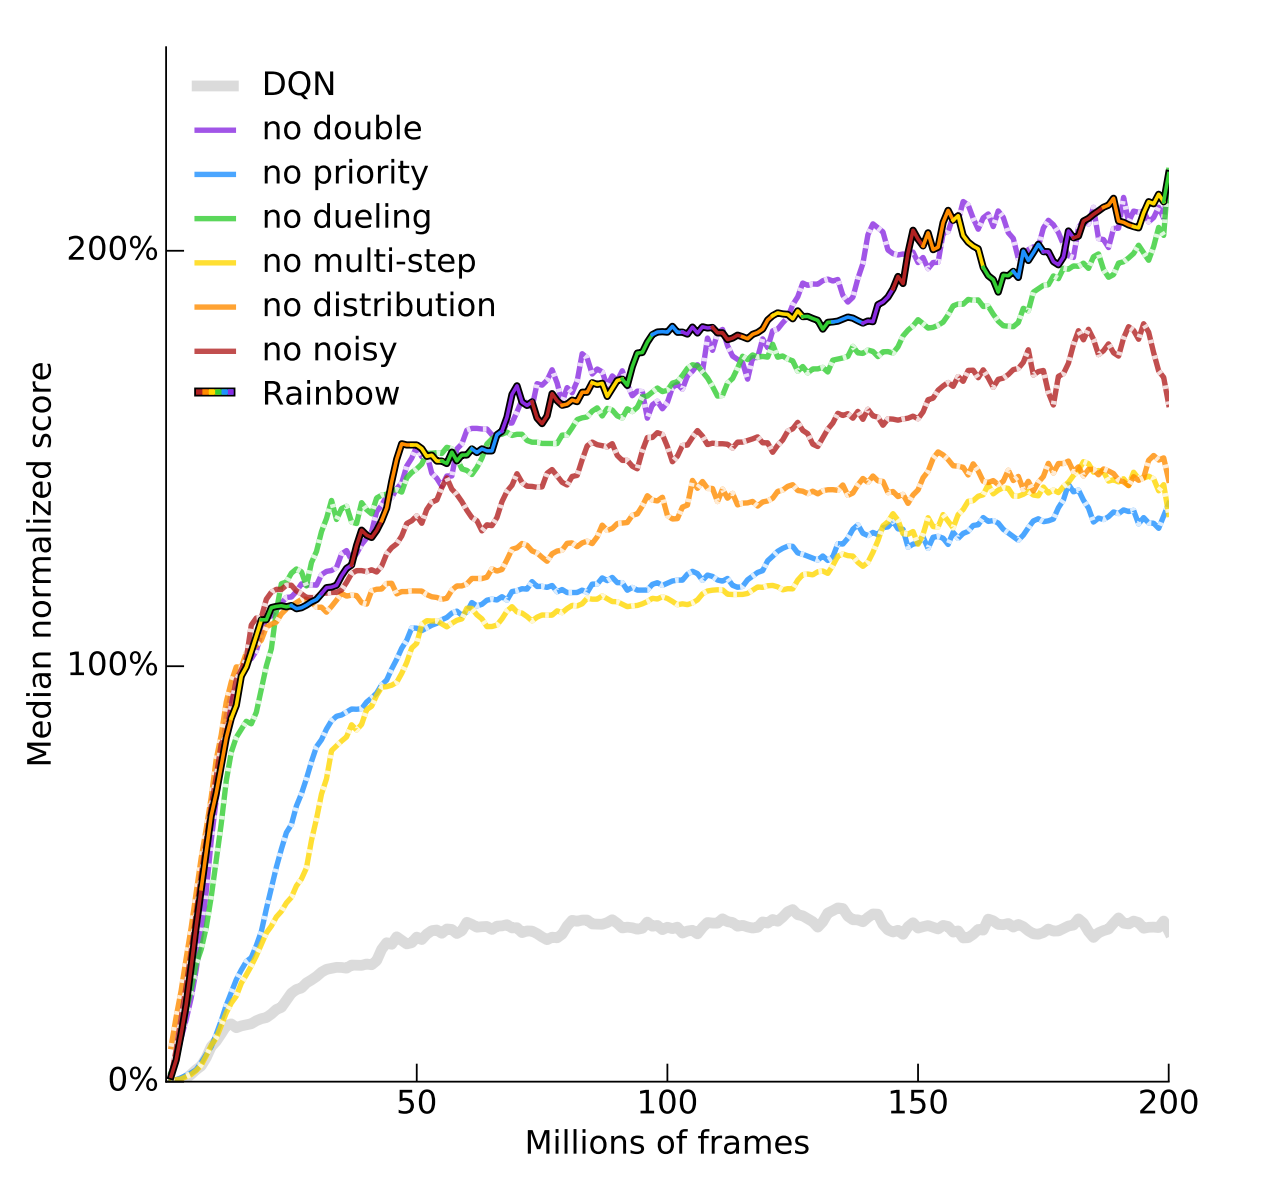 DQN
no double
no priority
no dueling
no multi-step
no distribution
no noisy
Rainbow
Median normalized score
200%
100%
0%
50 100 150 200
Millions of frames